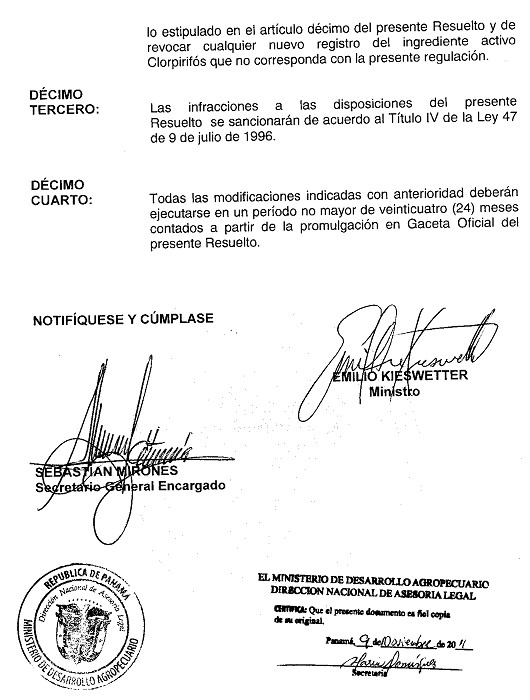 lo estipulado en el artículo décimo del presente Resuelto y de
revocar cualquier nuevo registro del ingrediente activo
Clorpirifós que no corresponda con la presente regulación.
DÉCIMO
TERCERO:
Las infracciones a las disposiciones del presente
Resuelto se sancionarán de acuerdo al Título IV de la Ley 47
de 9 de julio de 1996.
DÉCIMO
CUARTO:
Todas las modificaciones indicadas con anterioridad deberán
ejecutarse en un período no mayor de veinticuatro (24) meses
contados a partir de la promulgación en Gaceta Oficial del
presente Resuelto.
NOTIFÍQUESE Y CÚMPLASE
EMILIO KIESWETTER
Ministro
SEBASTIÁN MIRONES
Secretario General Encargado
REPUBLICA DE PANAMÁ
Dirección Nacional de Asesoría Legal
MINISTERIO DE DESARROLLO AGROPECUARIO
EL MINISTERIO DE DESARROLLO AGROPECUARIO
DIRECCION NACIONAL DE ASESORIA LEGAL
CERTIFICA: Que el presente documento es fiel copia
de su original.
Panamá, 9 de Diciembre de 2011
Secretaria